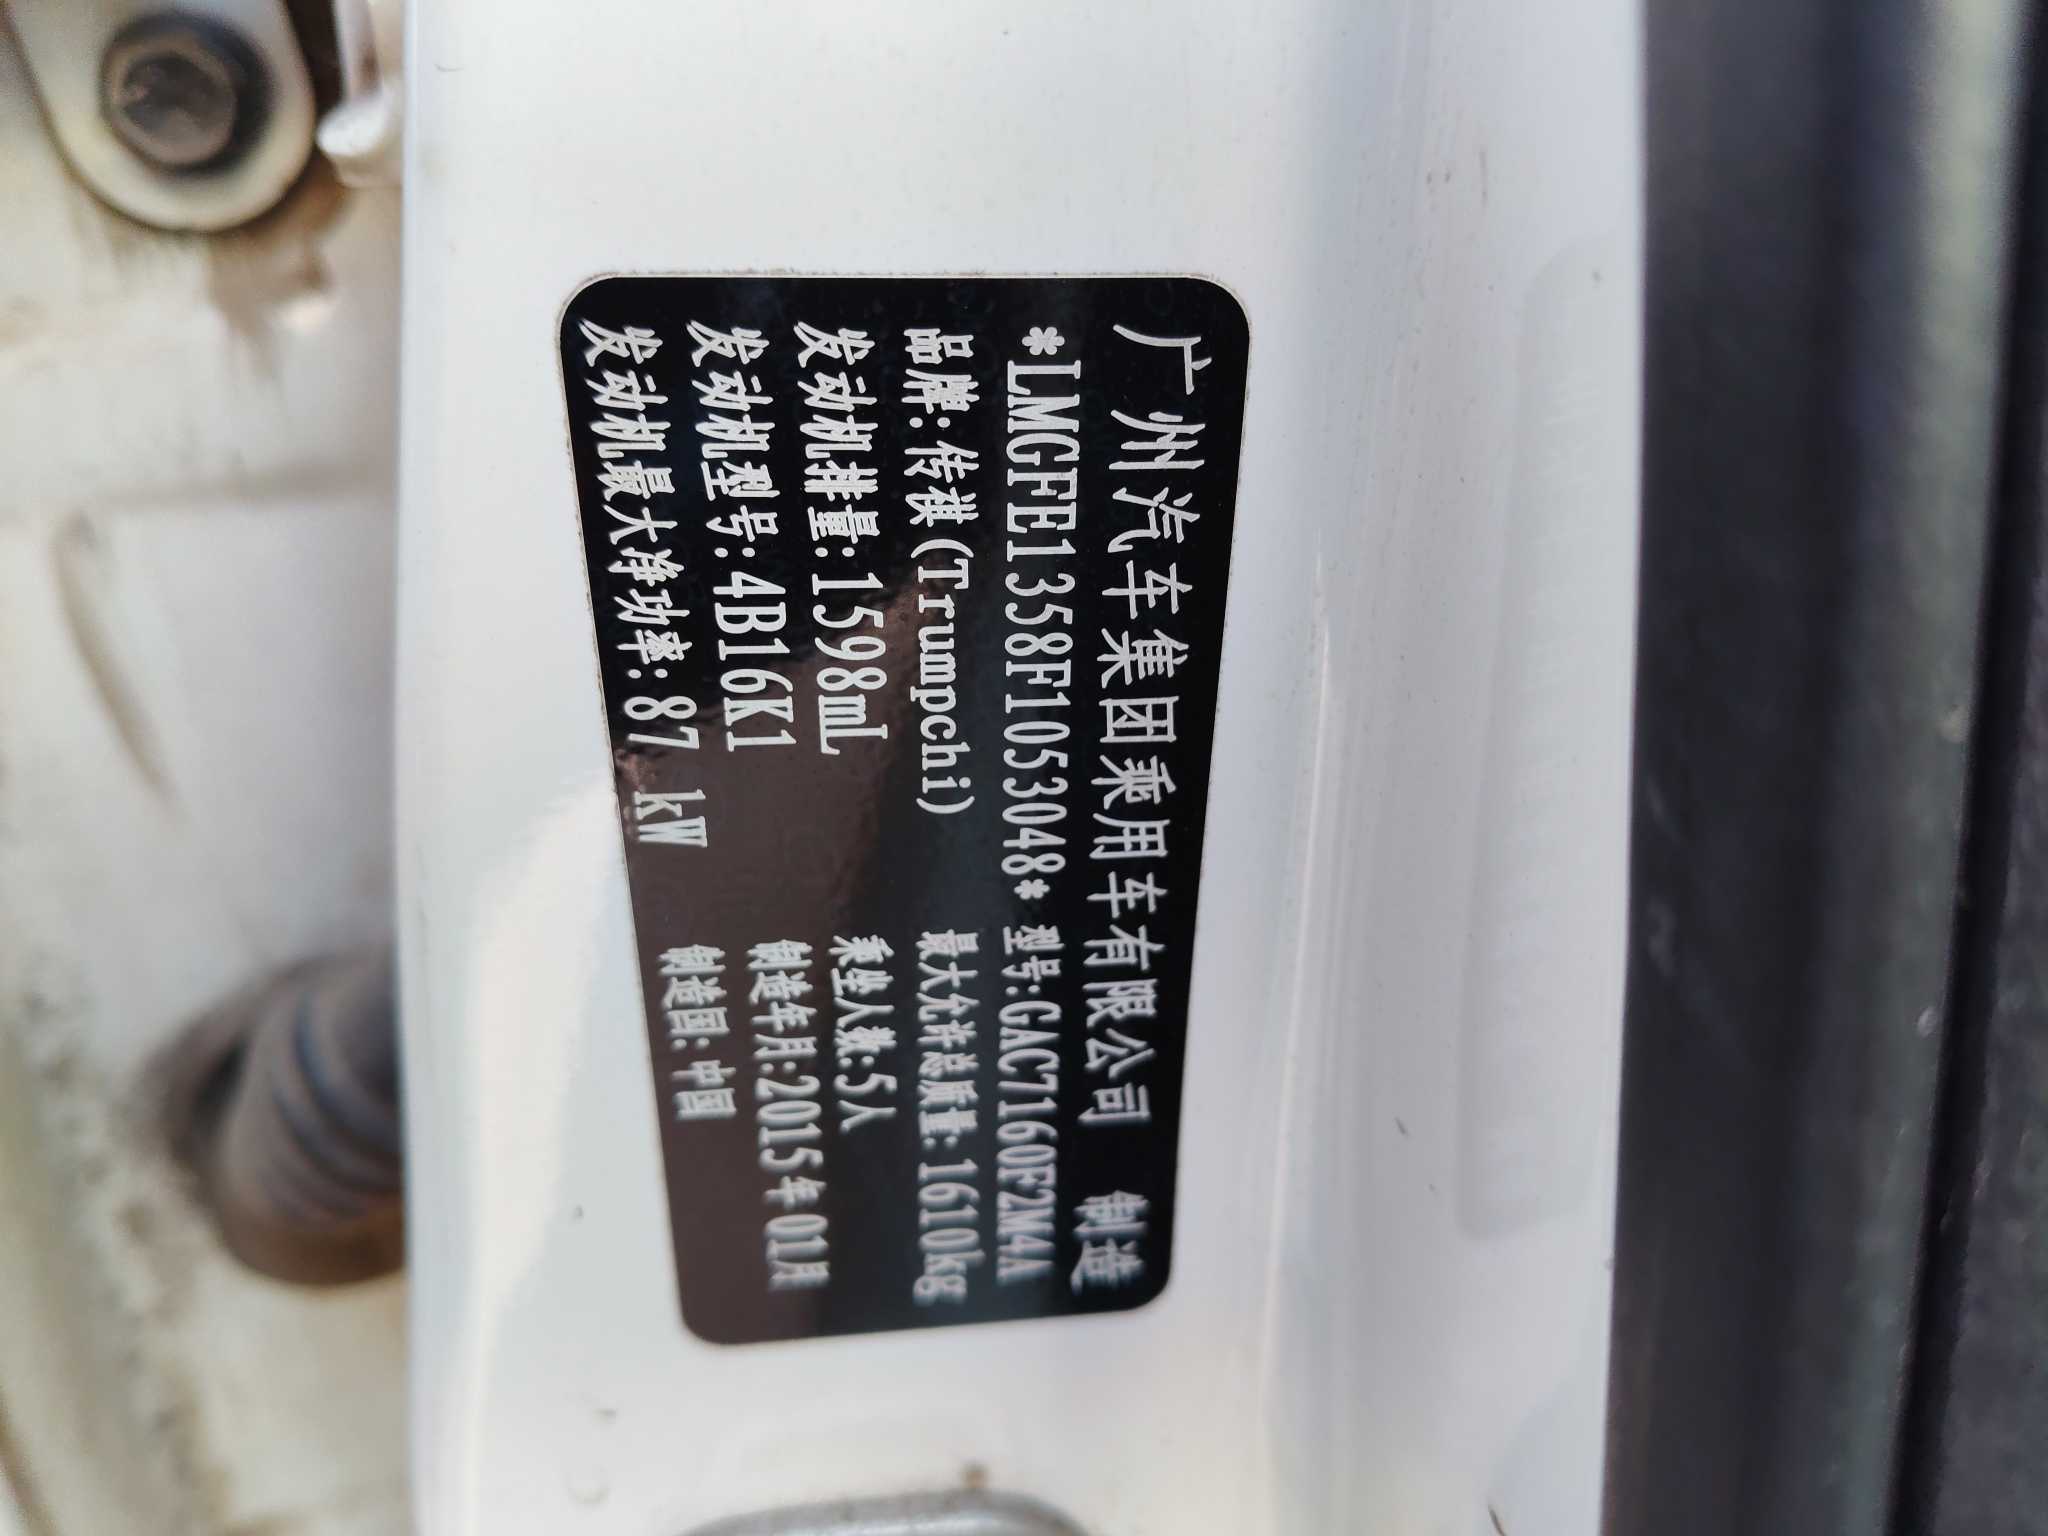 广州汽车集团乘用车有限公司 制造
*LMGFE1358F1053048* 型号:GAC7160F2M4A
品牌:传祺(Trumpchi) 最大允许总质量:1610kg
发动机排量:1598mL 乘坐人数:5人
发动机型号:4B16K1 制造年月:2015年01月
发动机最大净功率:87 kW 制造国:中国